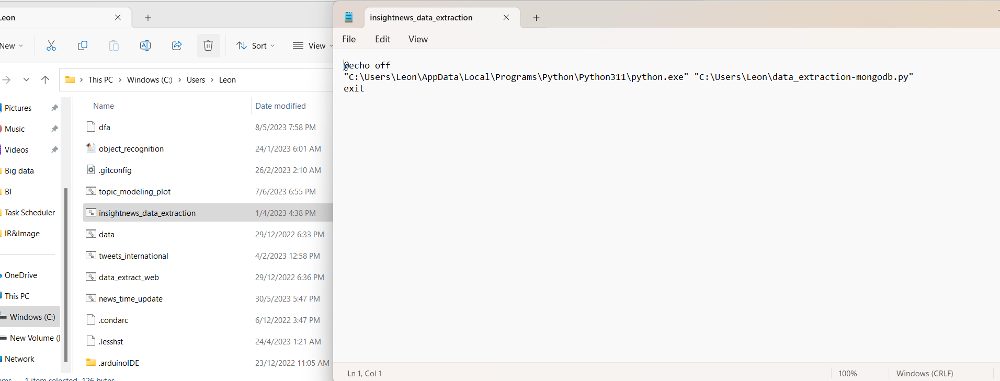 Leon
New
Sort
View
This PC > Windows (C:) > Users > Leon
Pictures
Music
Videos
Big data
BI
Task Scheduler
IR&Image
OneDrive
This PC
Windows (C:)
New Volume (
Network
Name Date modified
dfa 8/5/2023 7:58 PM
object_recognition 24/1/2023 6:01 AM
.gitconfig 26/2/2023 2:10 AM
topic_modeling_plot 7/6/2023 6:55 PM
insightnews_data_extraction 1/4/2023 4:38 PM
data 29/12/2022 6:33 PM
tweets_international 4/2/2023 12:58 PM
data_extract_web 29/12/2022 6:36 PM
news_time_update 30/5/2023 5:47 PM
.condarc 6/12/2022 3:47 PM
.lesshst 24/4/2023 1:21 AM
.arduinoIDE 23/12/2022 11:05 AM
1 item selected 126 bytes
insightnews_data_extraction
File Edit View
@echo off
"C:\Users\Leon\AppData\Local\Programs\Python\Python311\python.exe" "C:\Users\Leon\data_extraction-mongodb.py"
exit
Ln 1, Col 1
100%
Windows (CRLF)